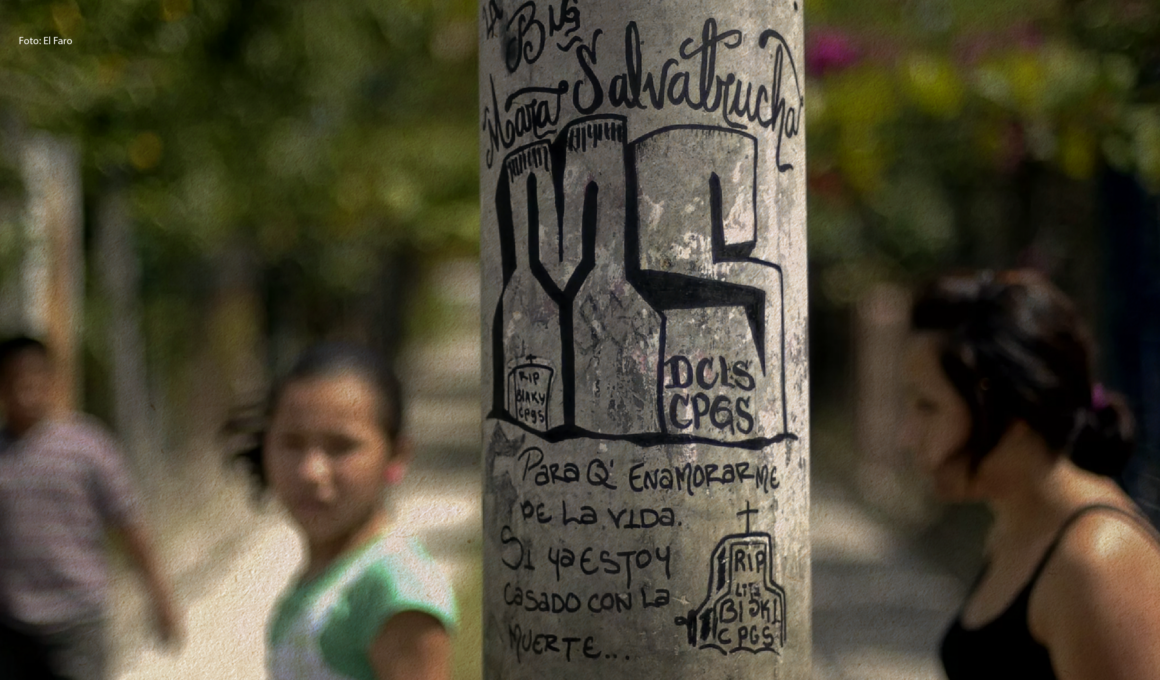 Foto: El Faro
La Bng
Mara Salvatrucha
MS
RIP
BLAKY
CPGS
DCLS
CPGS
Para Q' ENAMORARME
DE La VIDA.
Si ya ESTOY
CaSADO CON La
MUERTE...
RIP
CPGS